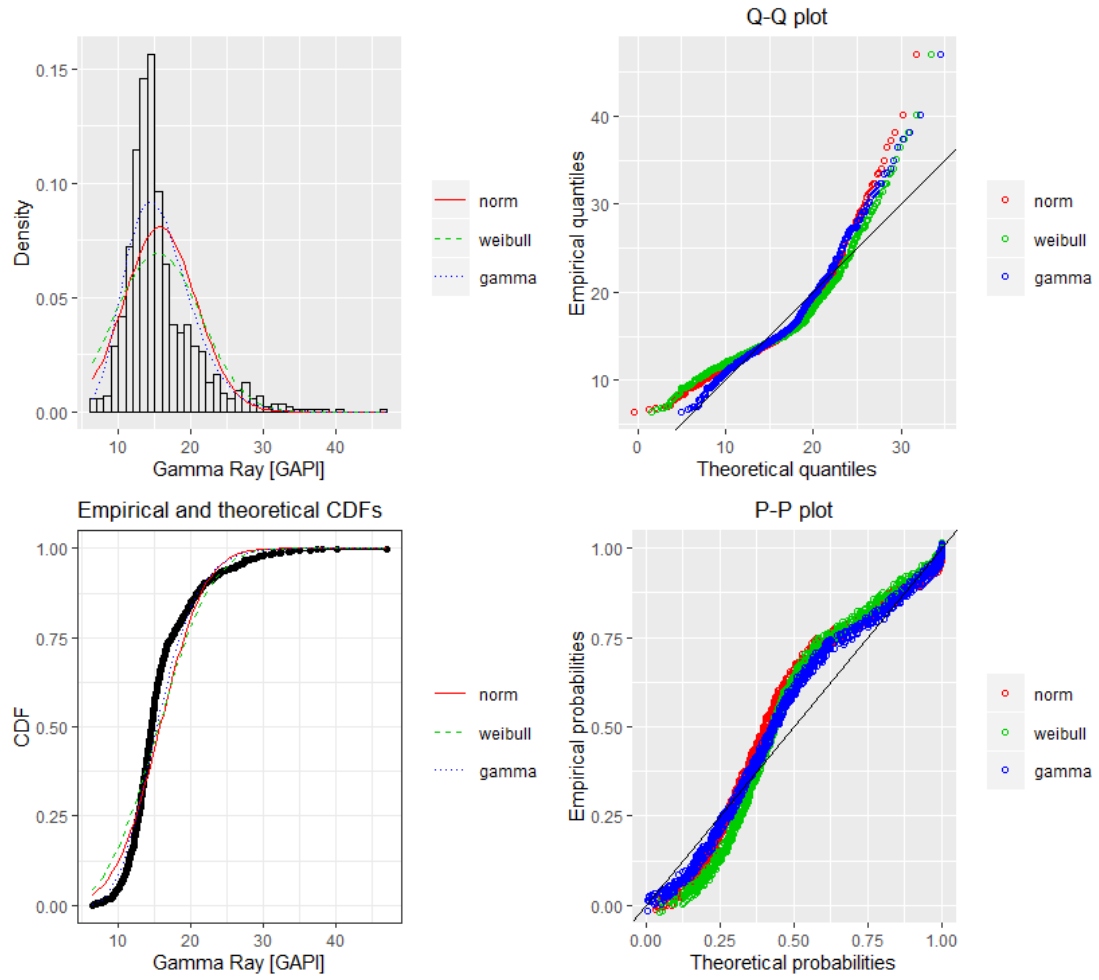 0.15
0.10
0.05
0.00
Density
10 20 30 40
Gamma Ray [GAPI]
norm
weibull
gamma
Q-Q plot
40
30
20
10
Empirical quantiles
0 10 20 30
Theoretical quantiles
norm
weibull
gamma
Empirical and theoretical CDFs
1.00
0.75
0.50
0.25
0.00
CDF
10 20 30 40
Gamma Ray [GAPI]
norm
weibull
gamma
P-P plot
1.00
0.75
0.50
0.25
0.00
Empirical probabilities
0.00 0.25 0.50 0.75 1.00
Theoretical probabilities
norm
weibull
gamma